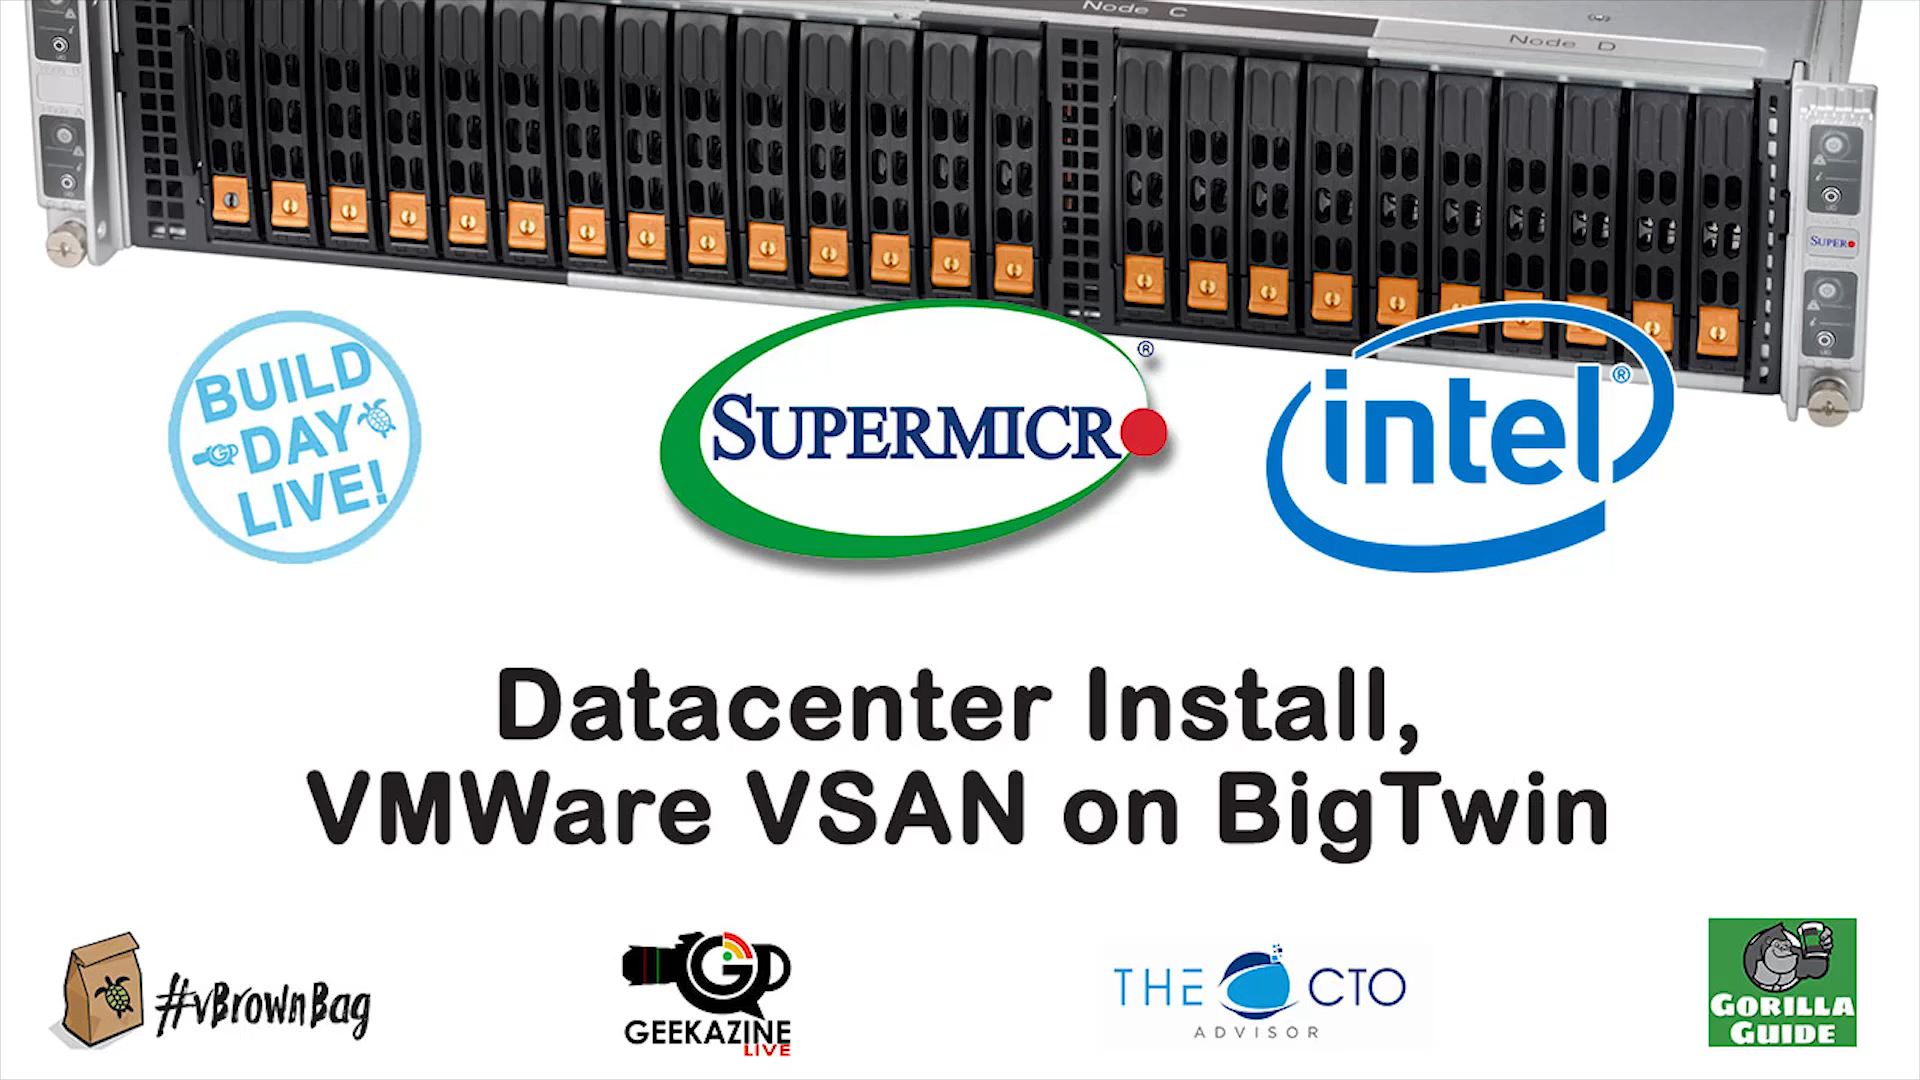 Node C
Node D
SUPER
BUILD
DAY
LIVE!
SUPERMICR
®
intel
®
Datacenter Install,
VMWare VSAN on BigTwin
#vBrownBag
GEEKAZINE
LIVE
THE CTO
ADVISOR
GORILLA
GUIDE